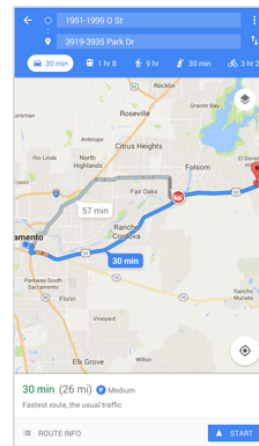 1951-1999 O St
3919-3935 Park Dr
30 min
1 hr 8
9 hr
30 min
3 hr 2
Rocklin
Granite Bay
Roseville
Antelope
Citrus Heights
Rio Linda
North
Highlands
Folsom
El Dorado
Fair Oaks
57 min
Rancho
Cordova
amento
30 min
Parkway-South
Sacramento
Florin
Rancho
Murieta
Vineyard
Elk Grove
Wilton
30 min (26 mi) P Medium
Fastest route, the usual traffic
ROUTE INFO
START